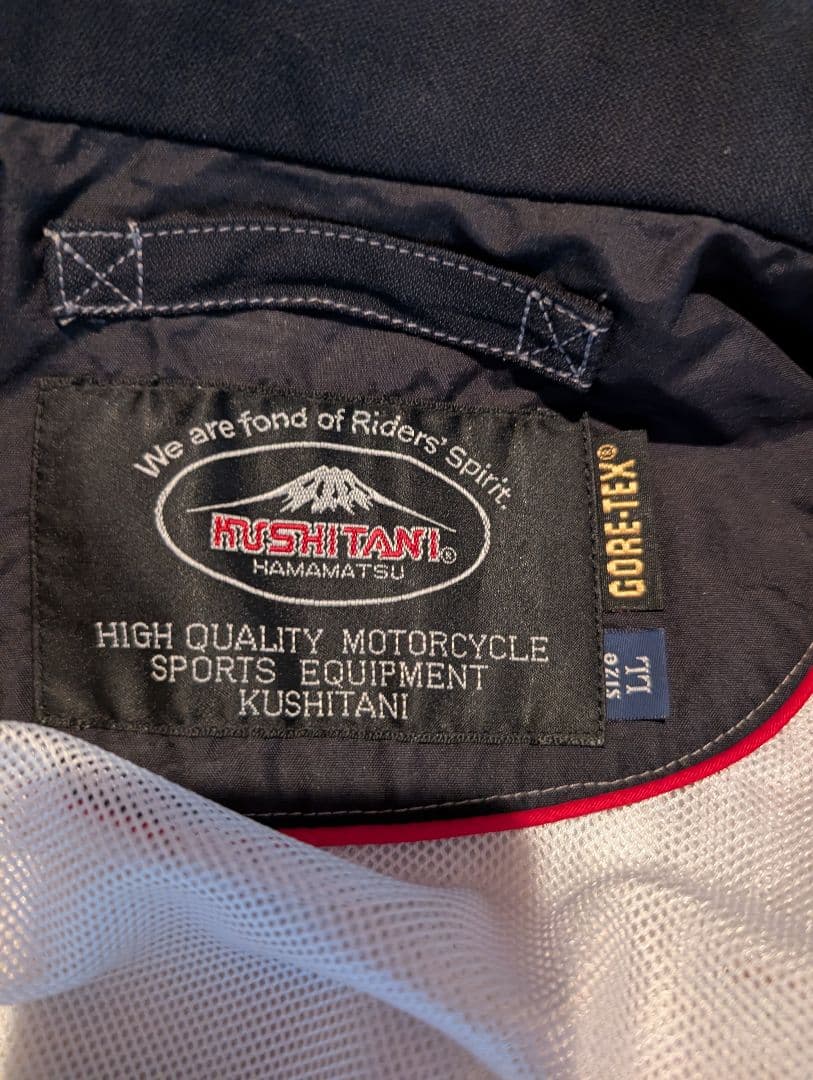 We are fond of Riders' Spirit.
KUSHITANI®
HAMAMATSU
HIGH QUALITY MOTORCYCLE
SPORTS EQUIPMENT
KUSHITANI
GORE-TEX®
size
LL